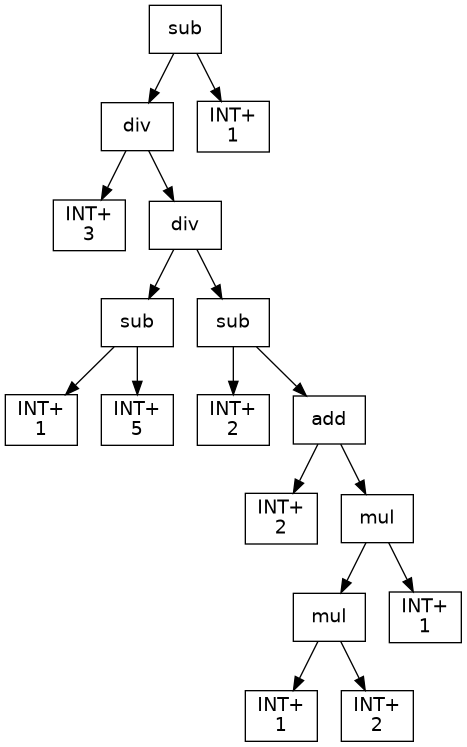 sub
div
INT+
1
INT+
3
div
sub
sub
INT+
1
INT+
5
INT+
2
add
INT+
2
mul
mul
INT+
1
INT+
1
INT+
2